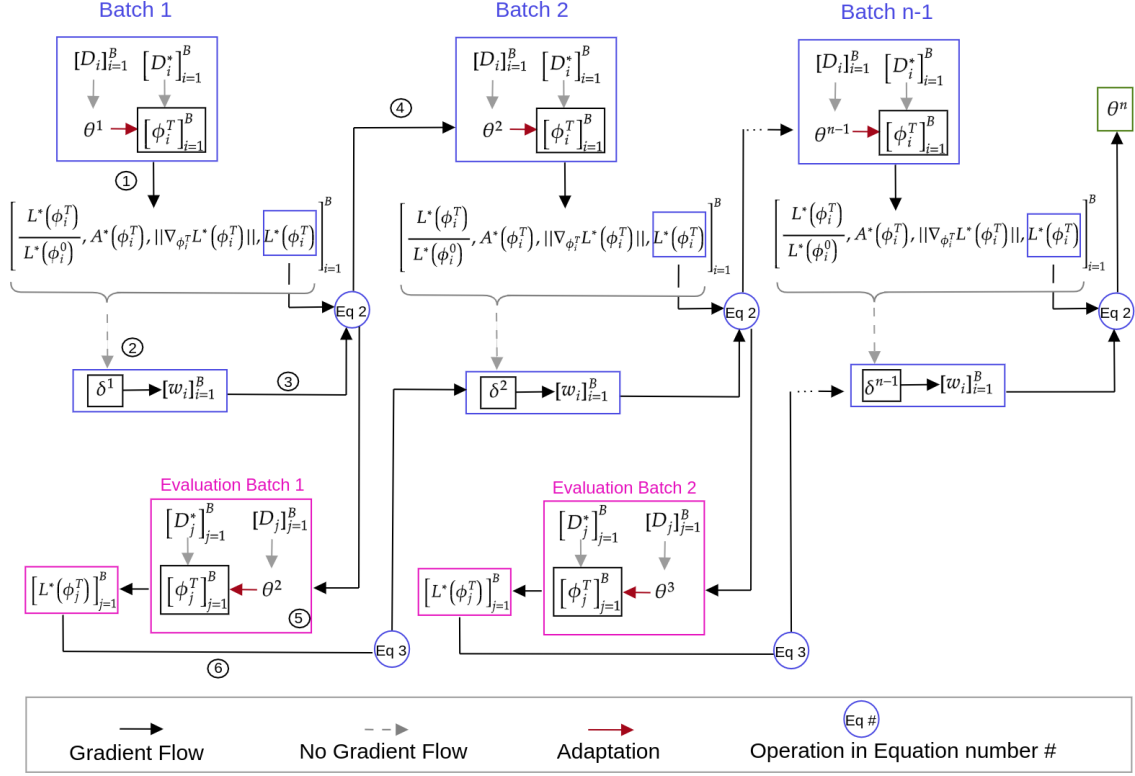 Batch 1
Batch 2
Batch n-1
[D_i]_{i=1}^B [D_i^*]_{i=1}^B
θ^1 [ϕ_i^T]_{i=1}^B
[D_i]_{i=1}^B [D_i^*]_{i=1}^B
θ^2 [ϕ_i^T]_{i=1}^B
[D_i]_{i=1}^B [D_i^*]_{i=1}^B
θ^{n-1} [ϕ_i^T]_{i=1}^B
θ^n
④
①
[L^*(ϕ_i^T)/L^*(ϕ_i^0), A^*(ϕ_i^T), ||∇_{ϕ_i^T} L^*(ϕ_i^T)||, L^*(ϕ_i^T)]_{i=1}^B
[L^*(ϕ_i^T)/L^*(ϕ_i^0), A^*(ϕ_i^T), ||∇_{ϕ_i^T} L^*(ϕ_i^T)||, L^*(ϕ_i^T)]_{i=1}^B
[L^*(ϕ_i^T)/L^*(ϕ_i^0), A^*(ϕ_i^T), ||∇_{ϕ_i^T} L^*(ϕ_i^T)||, L^*(ϕ_i^T)]_{i=1}^B
Eq 2
Eq 2
Eq 2
②
③
δ^1 [w_i]_{i=1}^B
δ^2 [w_i]_{i=1}^B
δ^{n-1} [w_i]_{i=1}^B
Evaluation Batch 1
[D_j^*]_{j=1}^B [D_j]_{j=1}^B
[L^*(ϕ_j^T)]_{j=1}^B [ϕ_j^T]_{j=1}^B θ^2
⑤
Evaluation Batch 2
[D_j^*]_{j=1}^B [D_j]_{j=1}^B
[L^*(ϕ_j^T)]_{j=1}^B [ϕ_j^T]_{j=1}^B θ^3
⑥
Eq 3
Eq 3
Gradient Flow
No Gradient Flow
Adaptation
Eq #
Operation in Equation number #